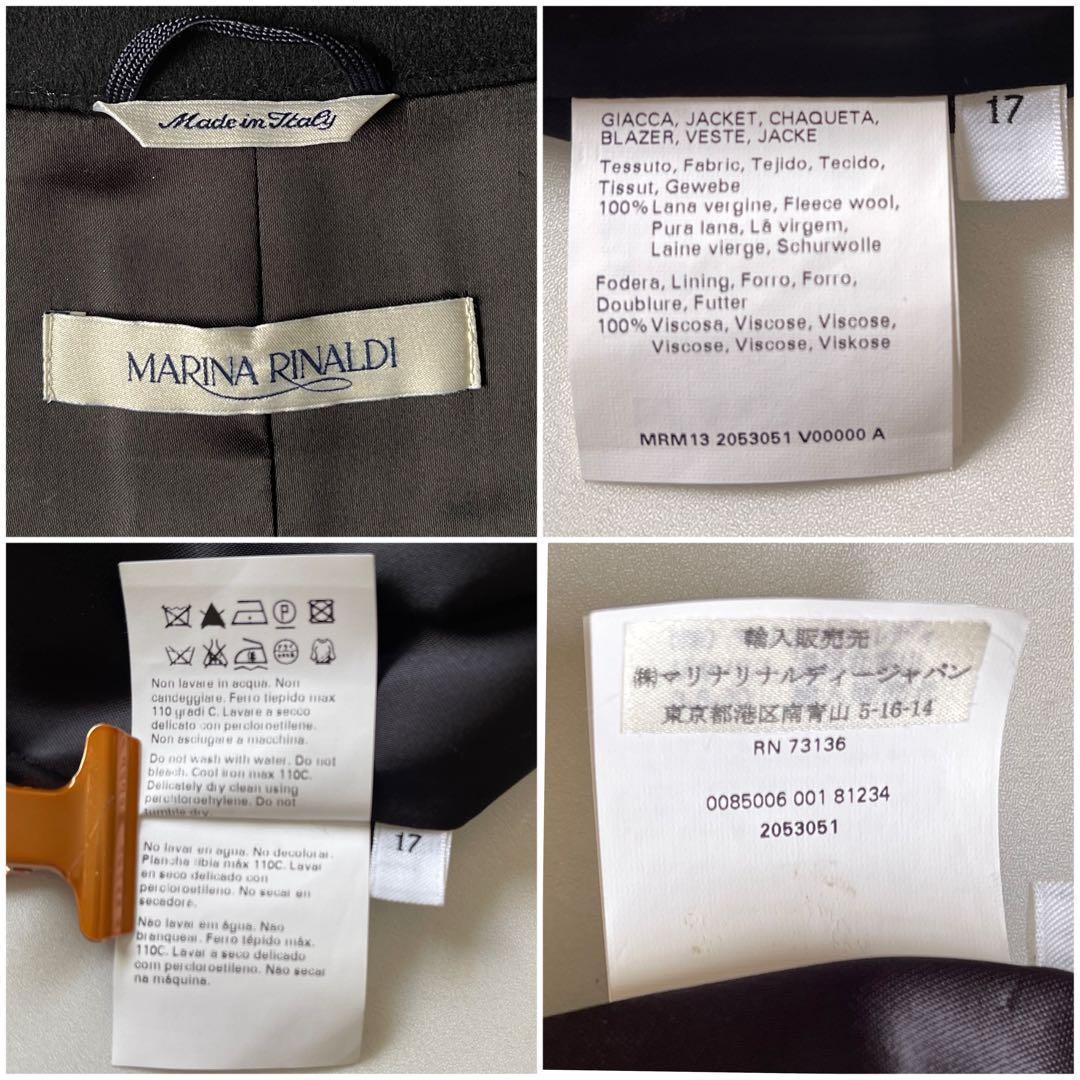 Made in Italy
MARINA RINALDI
GIACCA, JACKET, CHAQUETA,
BLAZER, VESTE, JACKE
Tessuto, Fabric, Tejido, Tecido,
Tissut, Gewebe
100% Lana vergine, Fleece wool,
Pura lana, Lã virgem,
Laine vierge, Schurwolle
Fodera, Lining, Forro, Forro,
Doublure, Futter
100% Viscosa, Viscose, Viscose,
Viscose, Viscose, Viskose
MRM13 2053051 V00000 A
17
P
Non lavare in acqua. Non
candeggiare. Ferro tiepido max
110 gradi C. Lavare a secco
delicato con percloroetilene.
Non asciugare a macchina.
Do not wash with water. Do not
bleach. Cool iron max 110C.
Delicately dry clean using
perchloroehylene. Do not
tumble dry.
No lavar en agua. No decolorar.
Plancha tibia máx 110C. Lavar
en seco delicado con
percloroetileno. No secar en
secadora.
Não lavar em água. Não
branquear. Ferro tépido máx.
110C. Lavar a seco delicado
com percloroetileno. Não secar
na máquina.
17
輸入販売元
㈱マリナリナルディージャパン
東京都港区南青山 5-16-14
RN 73136
0085006 001 81234
2053051